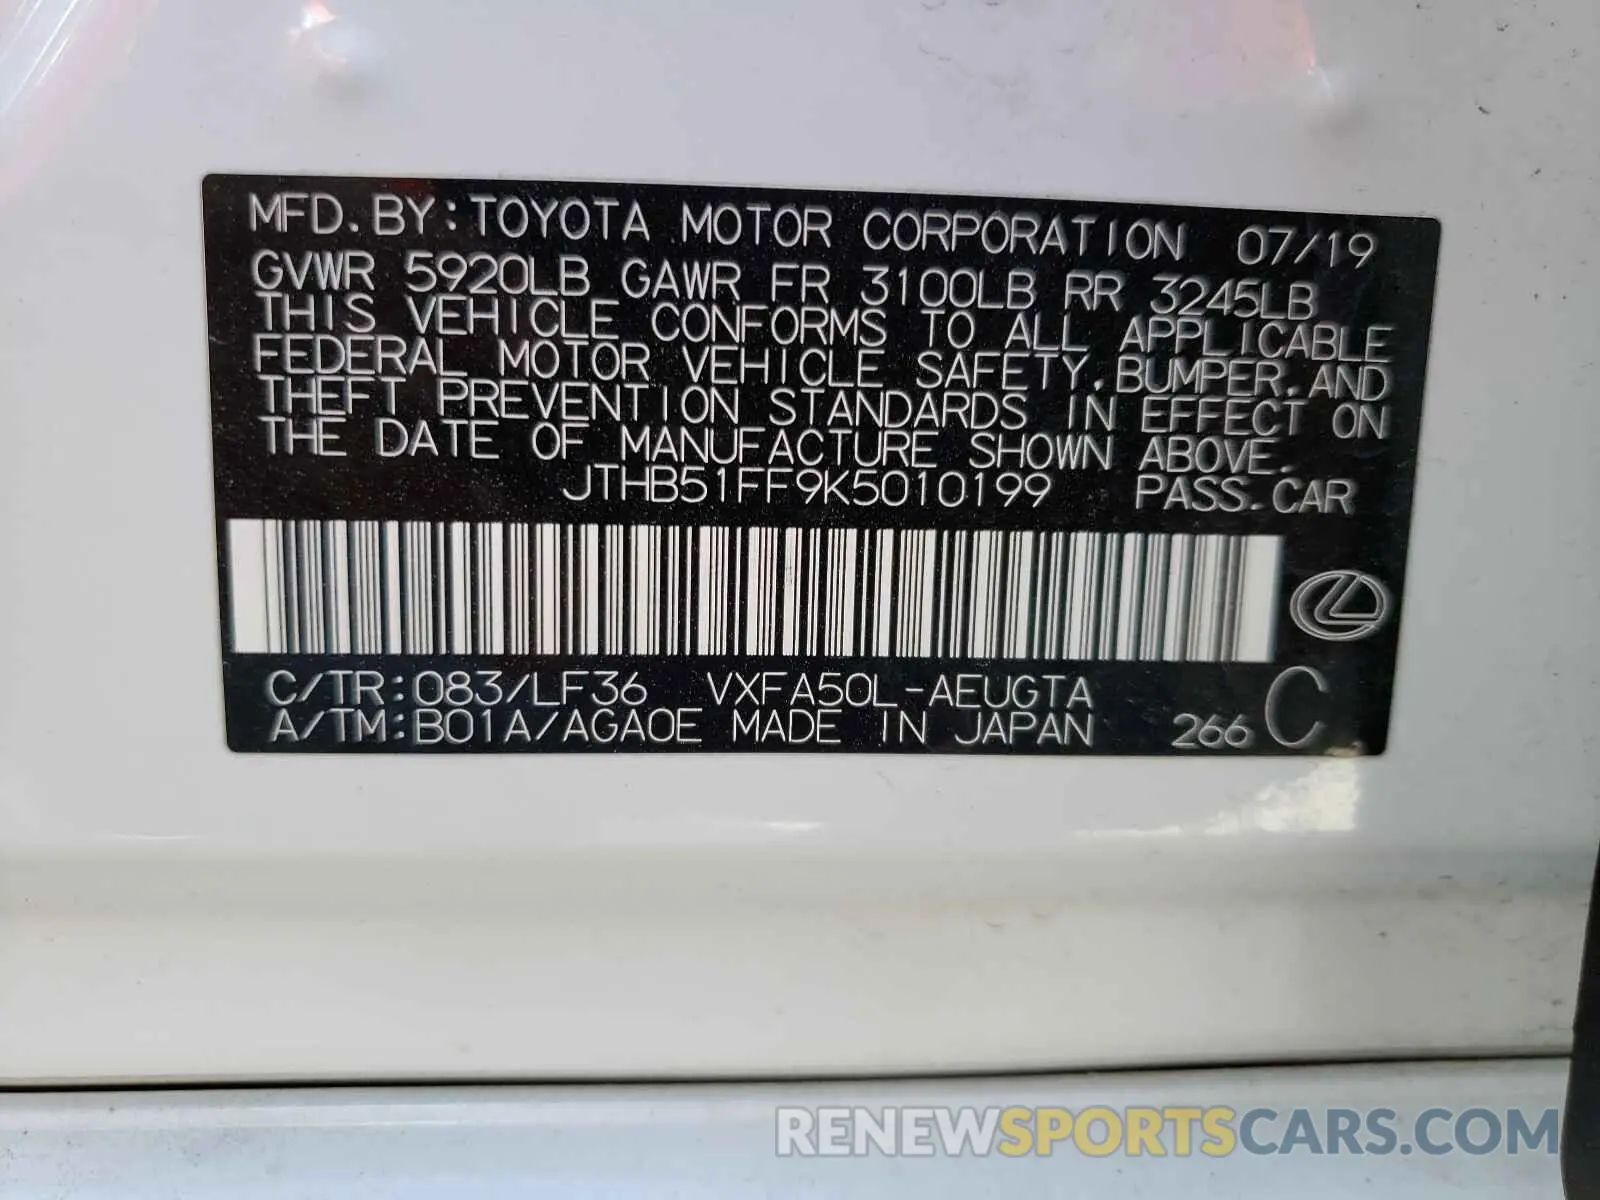 MFD. BY: TOYOTA MOTOR CORPORATION 07/19
GVWR 5920LB GAWR FR 3100LB RR 3245LB
THIS VEHICLE CONFORMS TO ALL APPLICABLE
FEDERAL MOTOR VEHICLE SAFETY, BUMPER, AND
THEFT PREVENTION STANDARDS IN EFFECT ON
THE DATE OF MANUFACTURE SHOWN ABOVE.
JTHB51FF9K5010199 PASS. CAR
C/TR: 083/LF36 VXFA50L-AEUGTA
A/TM: B01A/AGA0E MADE IN JAPAN 266 C
RENEWSPORTSCARS.COM